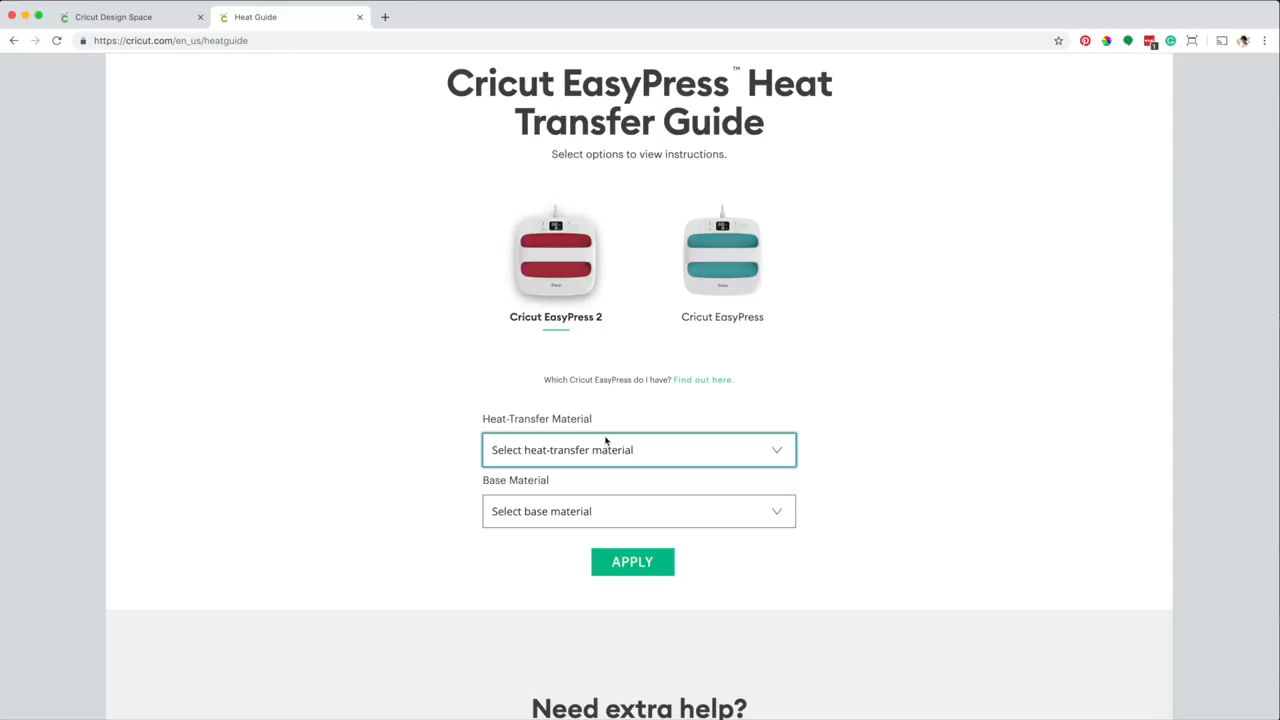 Cricut Design Space
Heat Guide
https://cricut.com/en_us/heatguide
1
Cricut EasyPress™ Heat
Transfer Guide
Select options to view instructions.
Cricut EasyPress 2
Cricut EasyPress
Which Cricut EasyPress do I have? Find out here.
Heat-Transfer Material
Select heat-transfer material
Base Material
Select base material
APPLY
Need extra help?